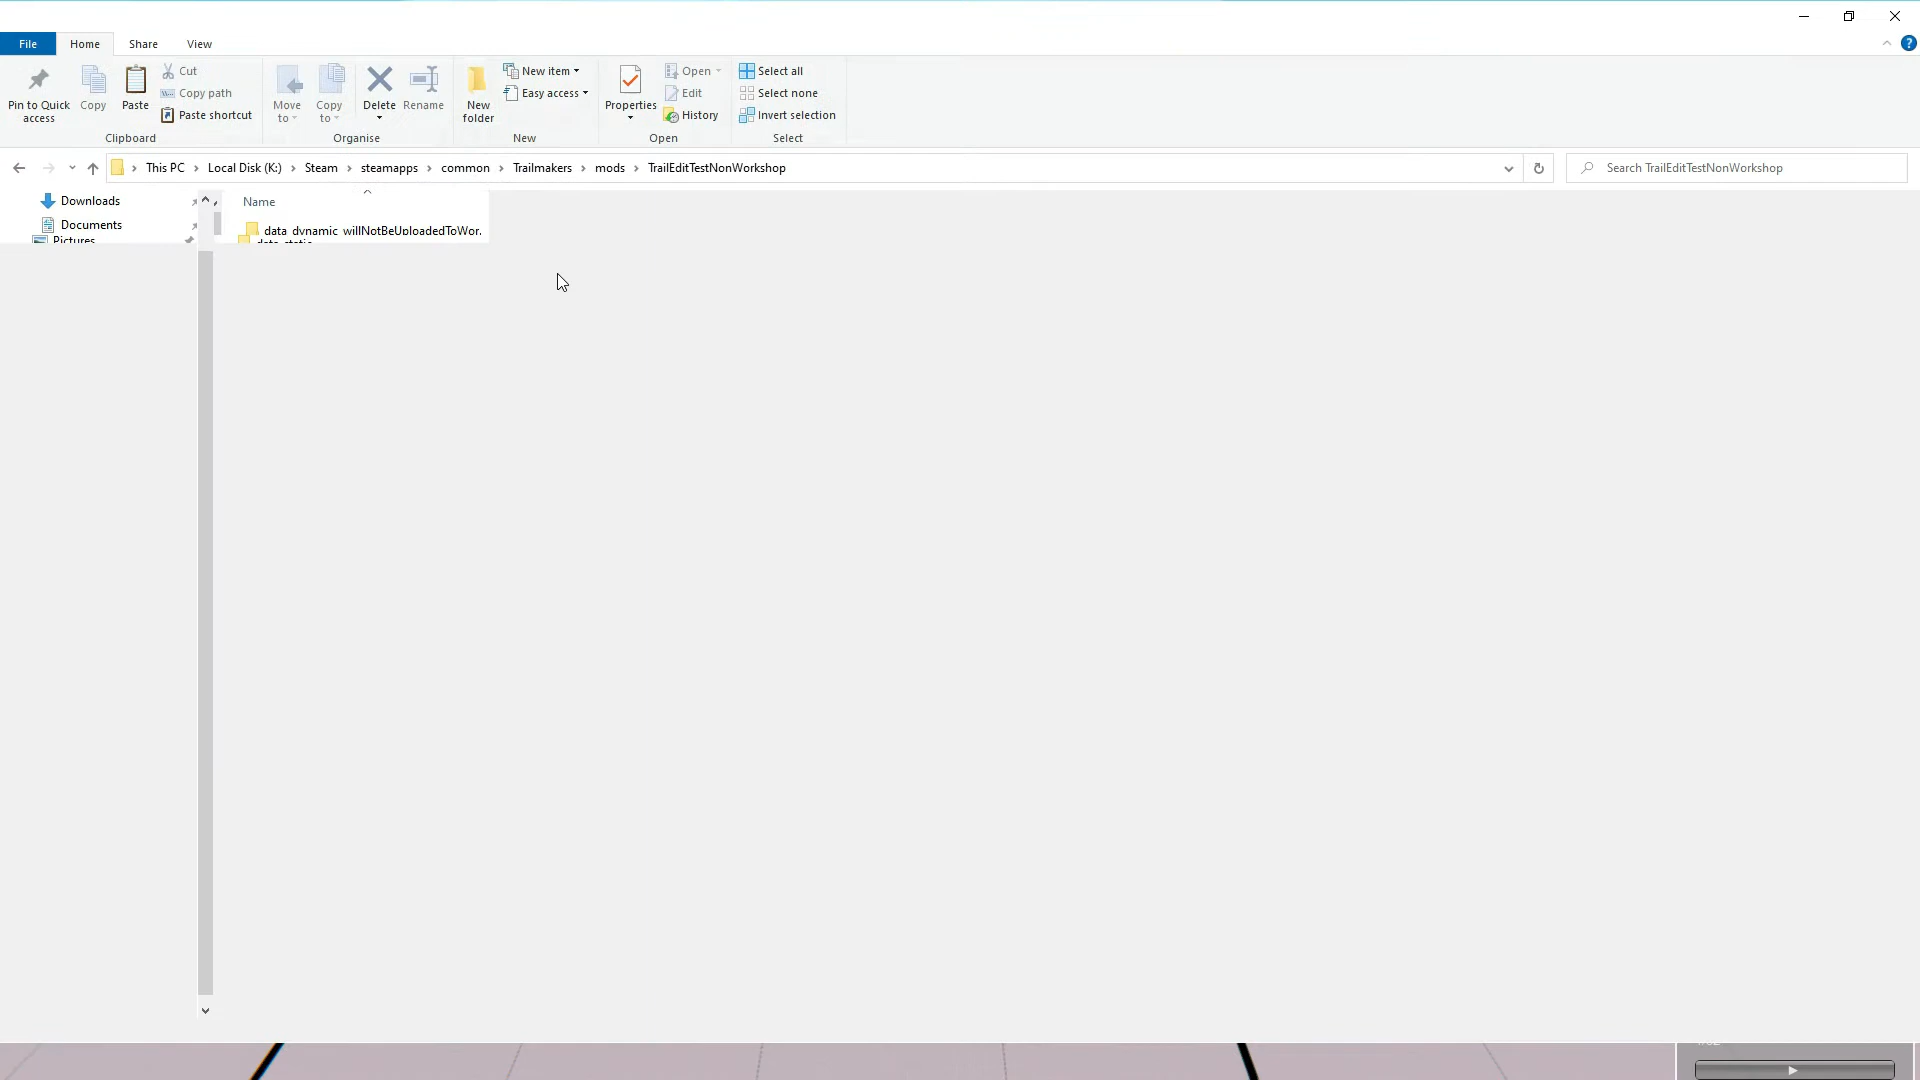 File Home Share View
Pin to Quick access
Copy
Paste
Cut
Copy path
Paste shortcut
Clipboard
Move to
Copy to
Delete
Rename
Organise
New folder
New item
Easy access
New
Properties
Open
Edit
History
Open
Select all
Select none
Invert selection
Select
This PC Local Disk (K:) Steam steamapps common Trailmakers mods TrailEditTestNonWorkshop
Search TrailEditTestNonWorkshop
Downloads
Documents
Pictures
Name
data_dynamic_willNotBeUploadedToWor.
data_static